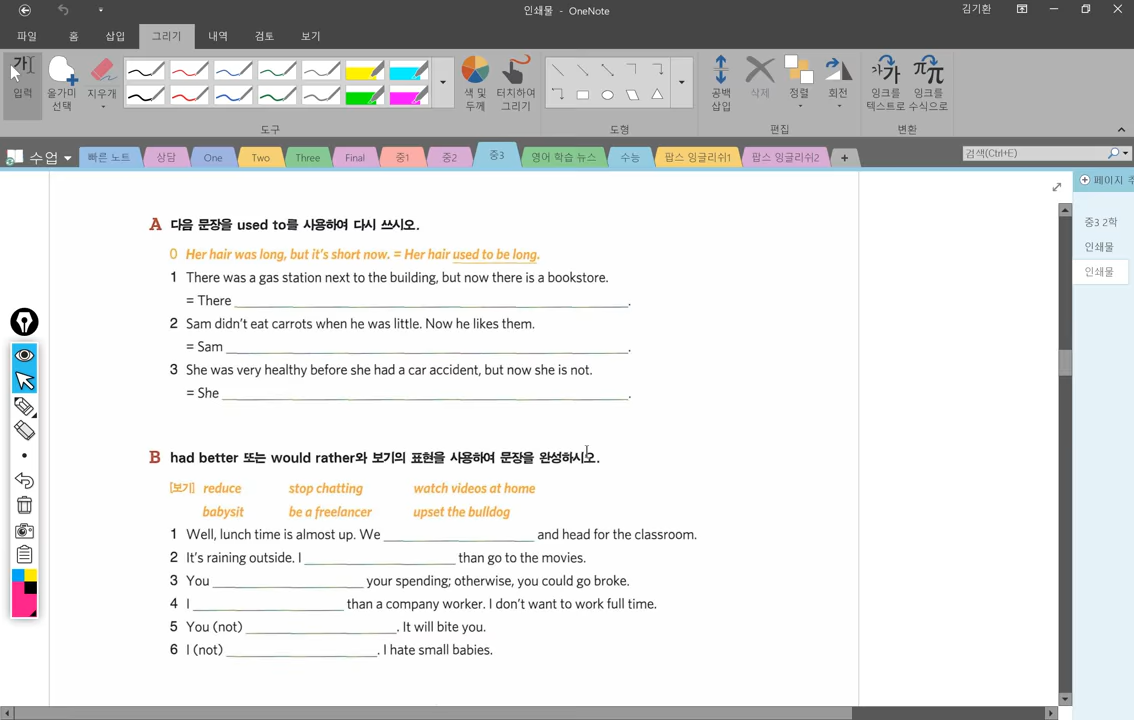 인쇄물 - OneNote
김기환
파일 홈 삽입 그리기 내역 검토 보기
입력
올가미 선택
지우개
색 및 두께
터치하여 그리기
공백 삽입
삭제
정렬
회전
잉크를 텍스트로
잉크를 수식으로
도구
도형
편집
변환
수업 빠른 노트 상담 One Two Three Final 중1 중2 중3 영어 학습 뉴스 수능 팝스 잉글리쉬1 팝스 잉글리쉬2 +
검색(Ctrl+E)
페이지 추
중3 2학
인쇄물
인쇄물
A 다음 문장을 used to를 사용하여 다시 쓰시오.
0 Her hair was long, but it's short now. = Her hair used to be long.
1 There was a gas station next to the building, but now there is a bookstore.
= There ______.
2 Sam didn't eat carrots when he was little. Now he likes them.
= Sam ______.
3 She was very healthy before she had a car accident, but now she is not.
= She ______.
B had better 또는 would rather와 보기의 표현을 사용하여 문장을 완성하시오.
[보기] reduce stop chatting watch videos at home
babysit be a freelancer upset the bulldog
1 Well, lunch time is almost up. We ______ and head for the classroom.
2 It's raining outside. I ______ than go to the movies.
3 You ______ your spending; otherwise, you could go broke.
4 I ______ than a company worker. I don't want to work full time.
5 You (not) ______. It will bite you.
6 I (not) ______. I hate small babies.